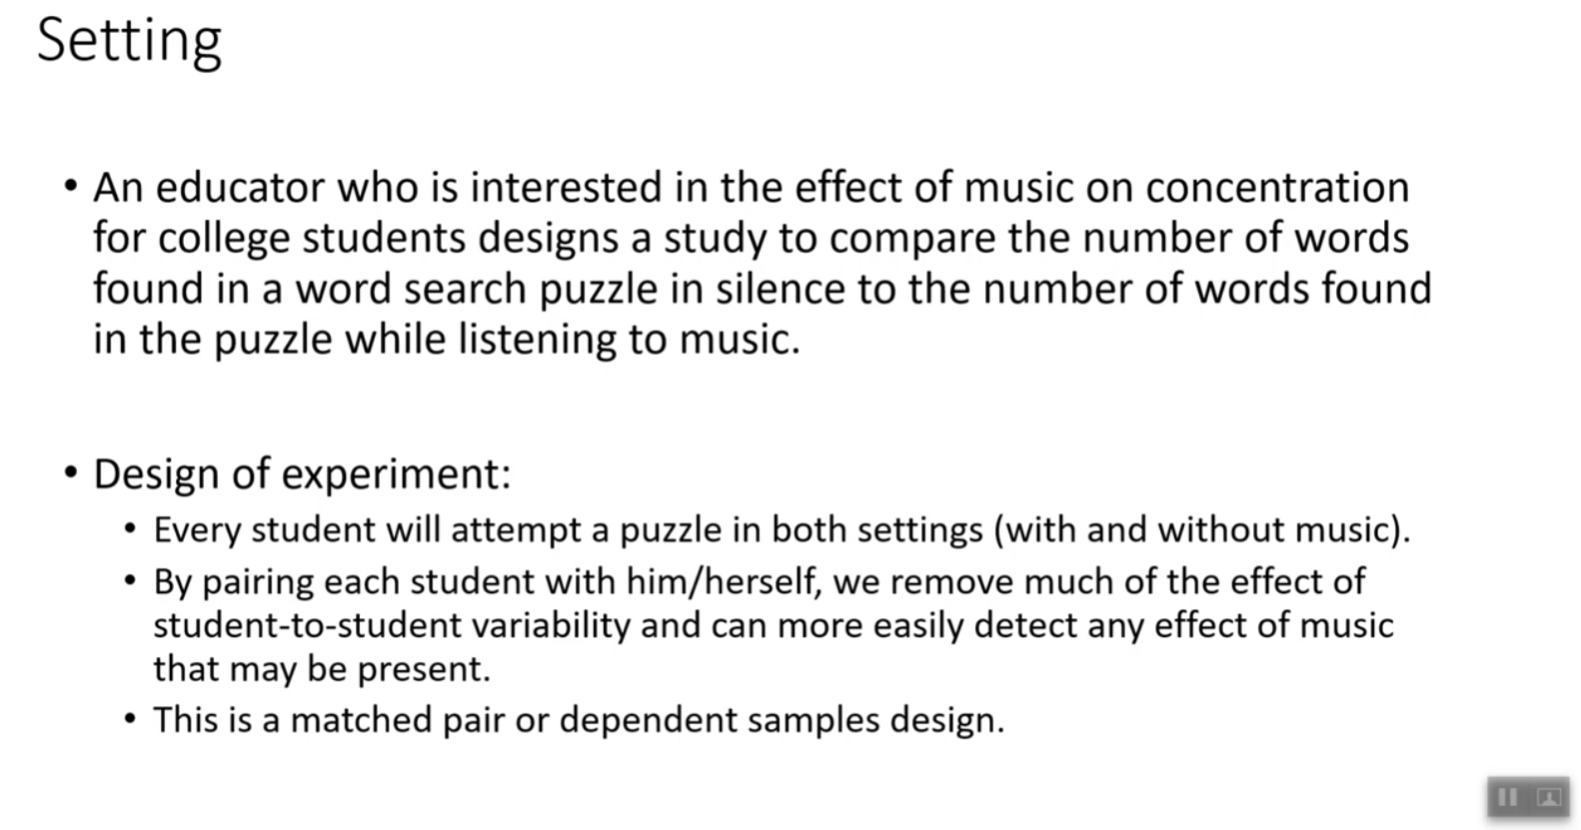 Setting
• An educator who is interested in the effect of music on concentration
for college students designs a study to compare the number of words
found in a word search puzzle in silence to the number of words found
in the puzzle while listening to music.
• Design of experiment:
• Every student will attempt a puzzle in both settings (with and without music).
• By pairing each student with him/herself, we remove much of the effect of
student-to-student variability and can more easily detect any effect of music
that may be present.
• This is a matched pair or dependent samples design.